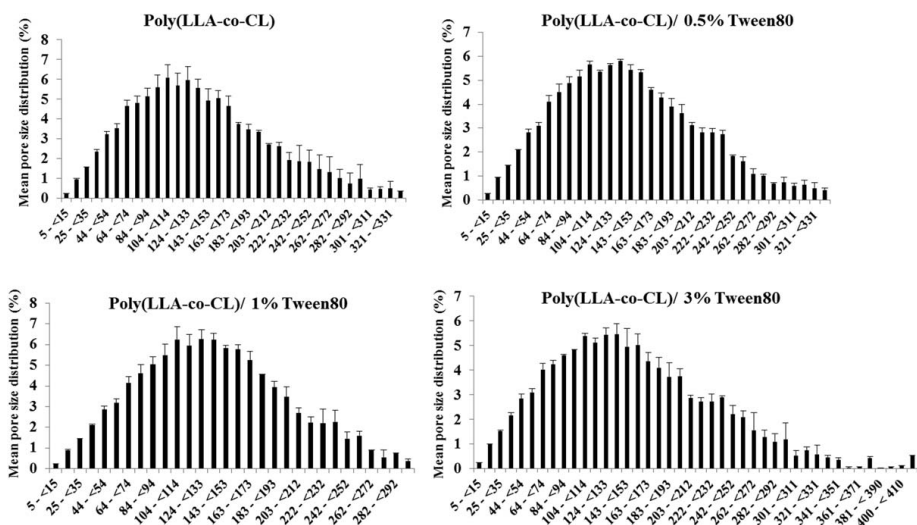 Poly(LLA-co-CL)
Mean pore size distribution (%)
8
7
6
5
4
3
2
1
0
5 - <15
25 - <35
44 - <54
64 - <74
84 - <94
104 - <114
124 - <133
143 - <153
163 - <173
183 - <193
203 - <212
222 - <232
242 - <252
262 - <272
282 - <292
301 - <311
321 - <331
Poly(LLA-co-CL)/ 0.5% Tween80
Mean pore size distribution (%)
7
6
5
4
3
2
1
0
5 - <15
25 - <35
44 - <54
64 - <74
84 - <94
104 - <114
124 - <133
143 - <153
163 - <173
183 - <193
203 - <212
222 - <232
242 - <252
262 - <272
282 - <292
301 - <311
321 - <331
Poly(LLA-co-CL)/ 1% Tween80
Mean pore size distribution (%)
8
7
6
5
4
3
2
1
0
5 - <15
25 - <35
44 - <54
64 - <74
84 - <94
104 - <114
124 - <133
143 - <153
163 - <173
183 - <193
203 - <212
222 - <232
242 - <252
262 - <272
282 - <292
Poly(LLA-co-CL)/ 3% Tween80
Mean pore size distribution (%)
7
6
5
4
3
2
1
0
5 - <15
25 - <35
44 - <54
64 - <74
84 - <94
104 - <114
124 - <133
143 - <153
163 - <173
183 - <193
203 - <212
222 - <232
242 - <252
262 - <272
282 - <292
301 - <311
321 - <331
341 - <351
361 - <371
381 - <390
400 - < 410